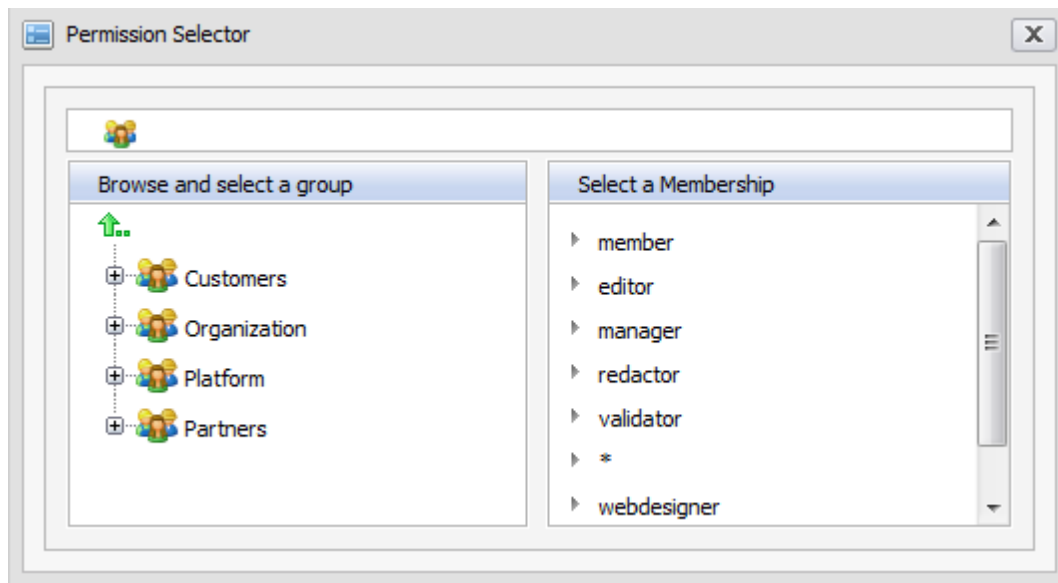 Permission Selector
Browse and select a group
Customers
Organization
Platform
Partners
Select a Membership
member
editor
manager
redactor
validator
*
webdesigner